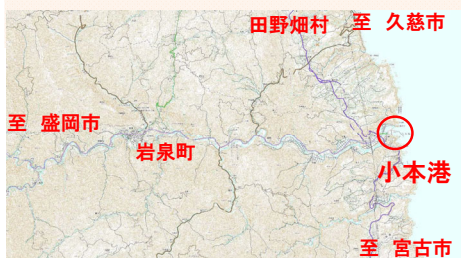 田野畑村
至 久慈市
至 盛岡市
岩泉町
小本港
至 宮古市